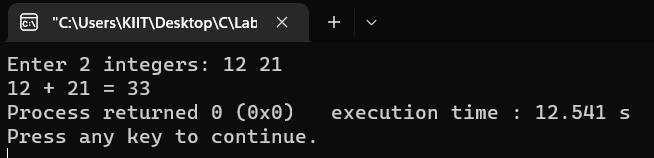 "C:\Users\KIIT\Desktop\C\Lab
Enter 2 integers: 12 21
12 + 21 = 33
Process returned 0 (0x0)   execution time : 12.541 s
Press any key to continue.